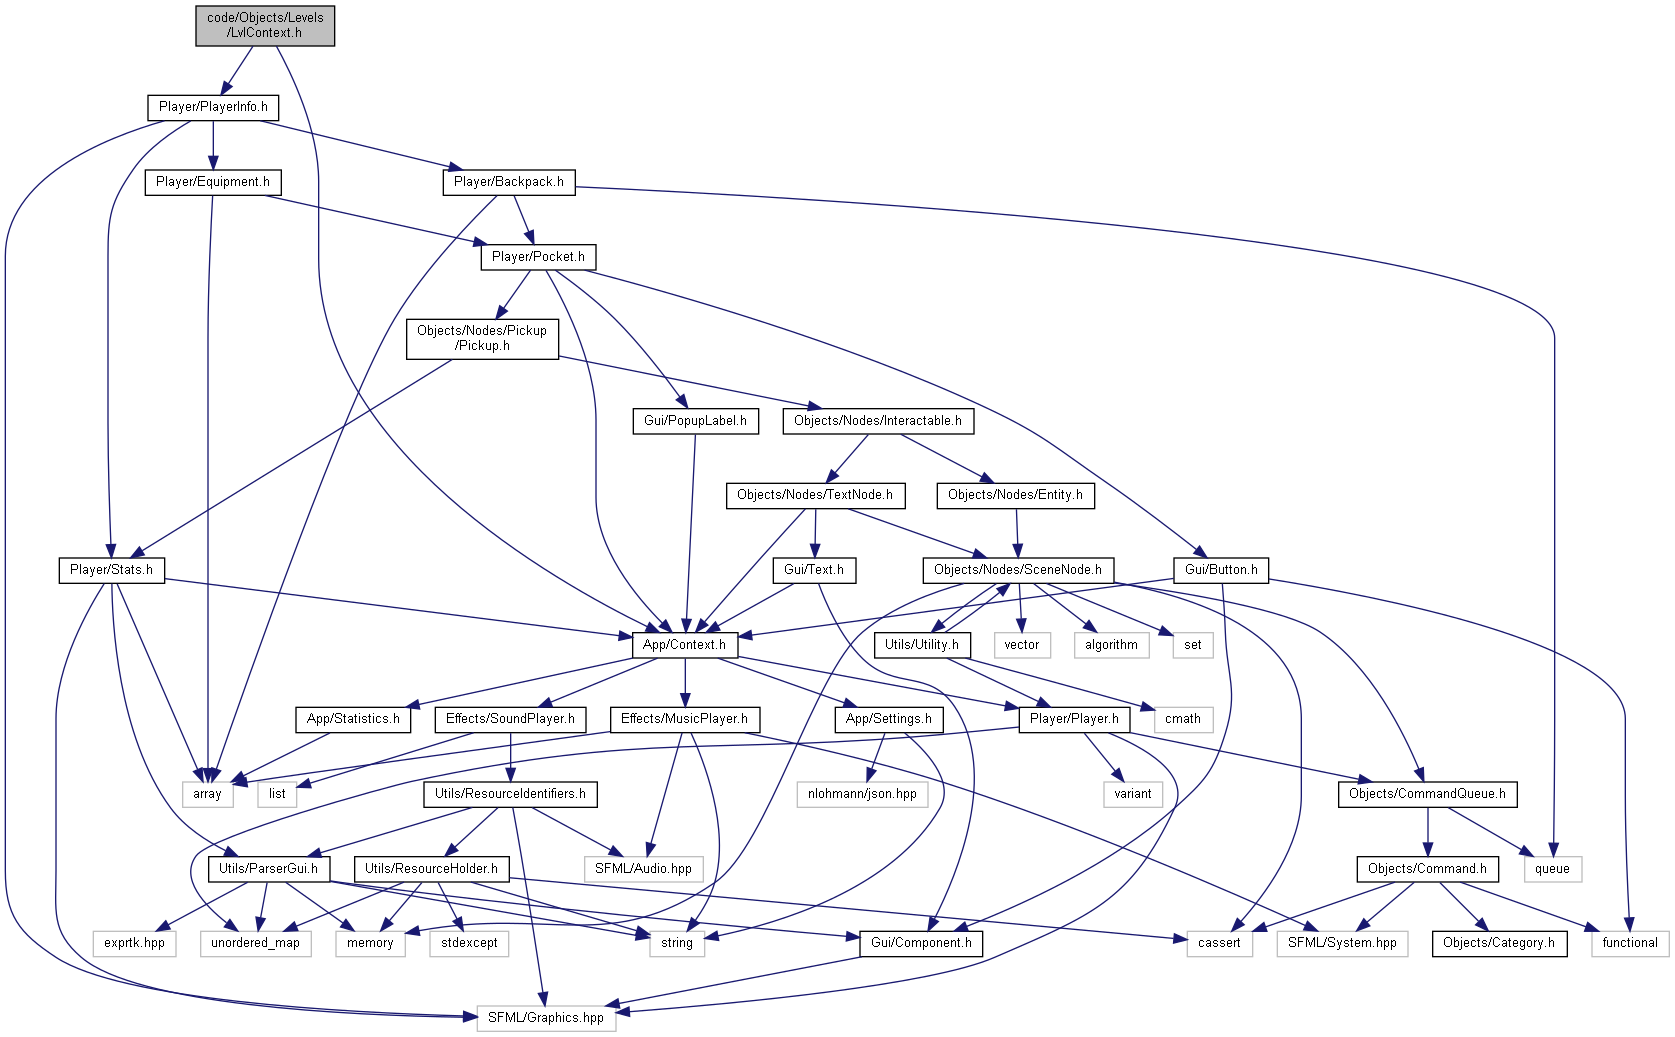 code/Objects/Levels
/LvlContext.h
Player/PlayerInfo.h
Player/Equipment.h
Player/Backpack.h
Player/Pocket.h
Objects/Nodes/Pickup
/Pickup.h
Gui/PopupLabel.h
Objects/Nodes/Interactable.h
Objects/Nodes/TextNode.h
Objects/Nodes/Entity.h
Player/Stats.h
Gui/Text.h
Objects/Nodes/SceneNode.h
Gui/Button.h
App/Context.h
Utils/Utility.h
vector
algorithm
set
App/Statistics.h
Effects/SoundPlayer.h
Effects/MusicPlayer.h
App/Settings.h
Player/Player.h
cmath
array
list
Utils/ResourceIdentifiers.h
nlohmann/json.hpp
variant
Objects/CommandQueue.h
Utils/ParserGui.h
Utils/ResourceHolder.h
SFML/Audio.hpp
Objects/Command.h
queue
exprtk.hpp
unordered_map
memory
stdexcept
string
Gui/Component.h
cassert
SFML/System.hpp
Objects/Category.h
functional
SFML/Graphics.hpp